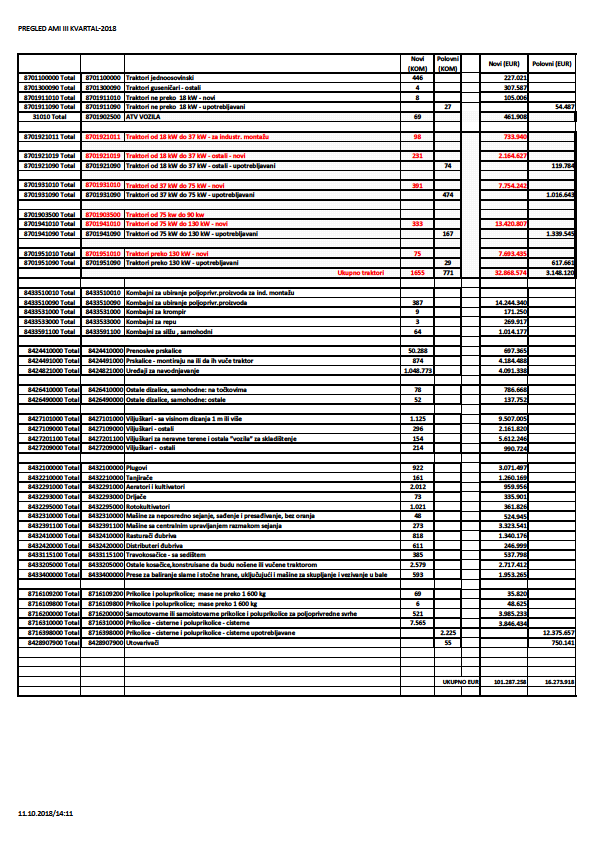 PREGLED AMI III KVARTAL-2018
Novi (KOM) Polovni (KOM) Novi (EUR) Polovni (EUR)
8701100000 Total 8701100000 Traktori jednoosovinski 446 227.021
8701300090 Total 8701300090 Traktori guseničari - ostali 4 307.587
8701911010 Total 8701911010 Traktori ne preko 18 kW - novi 8 105.006
8701911090 Total 8701911090 Traktori ne preko 18 kW - upotrebljavani 27 54.487
31010 Total 8701902500 ATV VOZILA 69 461.908
8701921011 Total 8701921011 Traktori od 18 kW do 37 kW - za industr. montažu 98 733.940
8701921019 Total 8701921019 Traktori od 18 kW do 37 kW - ostali - novi 231 2.164.627
8701921090 Total 8701921090 Traktori od 18 kW do 37 kW - upotrebljavani 74 119.784
8701931010 Total 8701931010 Traktori od 37 kW do 75 kW - novi 391 7.754.242
8701931090 Total 8701931090 Traktori od 37 kW do 75 kW - upotrebljavani 474 1.016.643
8701903500 Total 8701903500 Traktori od 75 kw do 90 kw
8701941010 Total 8701941010 Traktori od 75 kW do 130 kW - novi 333 13.420.807
8701941090 Total 8701941090 Traktori od 75 kW do 130 kW - upotrebljavani 167 1.339.545
8701951010 Total 8701951010 Traktori preko 130 kW - novi 75 7.693.435
8701951090 Total 8701951090 Traktori preko 130 kW - upotrebljavani 29 617.661
Ukupno traktori 1655 771 32.868.574 3.148.120
8433510010 Total 8433510010 Kombajni za ubiranje poljoprivr.proizvoda za ind. montažu
8433510090 Total 8433510090 Kombajni za ubiranje poljoprivr.pproizvoda 387 14.244.340
8433531000 Total 8433531000 Kombajni za krompir 9 171.250
8433533000 Total 8433533000 Kombajni za repu 3 269.917
8433591100 Total 8433591100 Kombajni za silžu , samohodni 64 1.014.177
8424410000 Total 8424410000 Prenosive prskalice 50.288 697.365
8424491000 Total 8424491000 Prskalice - montiraju na ili da ih vuče traktor 874 4.184.488
8424821000 Total 8424821000 Uređaji za navodnjavanje 1.048.773 4.091.338
8426410000 Total 8426410000 Ostale dizalice, samohodne: na točkovima 78 786.668
8426490000 Total 8426490000 Ostale dizalice, samohodne: ostale 52 137.752
8427101000 Total 8427101000 Viljuškari - sa visinom dizanja 1 m ili više 1.125 9.507.005
8427109000 Total 8427109000 Viljuškari - ostali 296 2.161.820
8427201100 Total 8427201100 Viljuškari za neravne terene i ostala "vozila" za skladištenje 154 5.612.246
8427209000 Total 8427209000 Viljuškari - ostali 214 990.724
8432100000 Total 8432100000 Plugovi 922 3.071.497
8432210000 Total 8432210000 Tanjirače 161 1.260.169
8432291000 Total 8432291000 Aeratori i kultivatori 2.012 959.956
8432293000 Total 8432293000 Drljače 73 335.901
8432295000 Total 8432295000 Rotokultivatori 1.021 361.826
8432310000 Total 8432310000 Mašine za neposredno sejanje, sađenje i presađivanje, bez oranja 48 524.945
8432391100 Total 8432391100 Mašine sa centralnim upravljanjem razmakom sejanja 273 3.323.541
8432410000 Total 8432410000 Rasturači đubriva 818 1.340.176
8432420000 Total 8432420000 Distributeri đubriva 611 246.999
8433115100 Total 8433115100 Travokosačice - sa sedištem 385 537.798
8433205000 Total 8433205000 Ostale kosačice,konstruisane da budu nošene ili vučene traktorom 2.579 2.717.412
8433400000 Total 8433400000 Prese za baliranje slame i stočne hrane, uključujući i mašine za skupljanje i vezivanje u bale 593 1.953.265
8716109200 Total 8716109200 Prikolice i poluprikolice; mase ne preko 1 600 kg 69 35.820
8716109800 Total 8716109800 Prikolice i poluprikolice; mase preko 1 600 kg 6 48.625
8716200000 Total 8716200000 Samoutovarne ili samoistovarne prikolice i poluprikolice za poljoprivredne svrhe 521 3.985.233
8716310000 Total 8716310000 Prikolice - cisterne i poluprikolice - cisterne 7.565 3.846.434
8716398000 Total 8716398000 Prikolice - cisterne i poluprikolice - cisterne upotrebljavane 2.225 12.375.657
8428907900 Total 8428907900 Utoverivači 55 750.141
UKUPNO EUR 101.287.258 16.273.918
11.10.2018/14:11